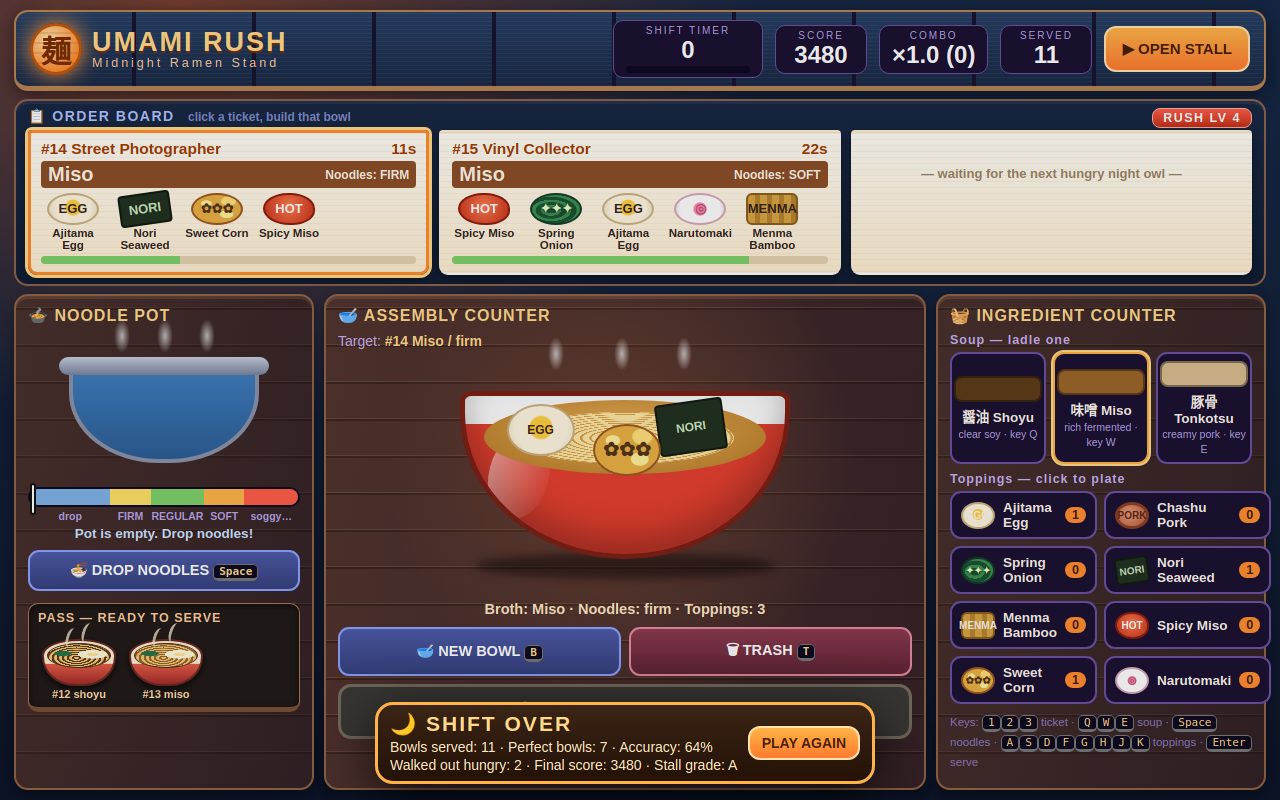 麺
UMAMI RUSH
Midnight Ramen Stand
SHIFT TIMER
0
SCORE
3480
COMBO
×1.0 (0)
SERVED
11
▶ OPEN STALL
📋 ORDER BOARD click a ticket, build that bowl
RUSH LV 4
#14 Street Photographer 11s
Miso Noodles: FIRM
EGG NORI HOT
Ajitama Egg
Nori Seaweed
Sweet Corn
Spicy Miso
#15 Vinyl Collector 22s
Miso Noodles: SOFT
HOT EGG MENMA
Spicy Miso
Spring Onion
Ajitama Egg
Narutomaki
Menma Bamboo
— waiting for the next hungry night owl —
🍲 NOODLE POT
drop FIRM REGULAR SOFT soggy…
Pot is empty. Drop noodles!
🍜 DROP NOODLES Space
PASS — READY TO SERVE
#12 shoyu #13 miso
🥣 ASSEMBLY COUNTER
Target: #14 Miso / firm
EGG
NORI
Broth: Miso · Noodles: firm · Toppings: 3
🥣 NEW BOWL B
🗑 TRASH T
🌙 SHIFT OVER
Bowls served: 11 · Perfect bowls: 7 · Accuracy: 64%
Walked out hungry: 2 · Final score: 3480 · Stall grade: A
PLAY AGAIN
🧺 INGREDIENT COUNTER
Soup — ladle one
醤油 Shoyu
clear soy · key Q
味噌 Miso
rich fermented ·
key W
豚骨
Tonkotsu
creamy pork · key
E
Toppings — click to plate
Ajitama Egg 1
PORK Chashu Pork 0
Spring Onion 0
NORI Nori Seaweed 1
MENMA Menma Bamboo 0
HOT Spicy Miso 0
Sweet Corn 1
Narutomaki 0
Keys: 1 2 3 ticket · Q W E soup · Space
noodles · A S D F G H J K toppings · Enter
serve